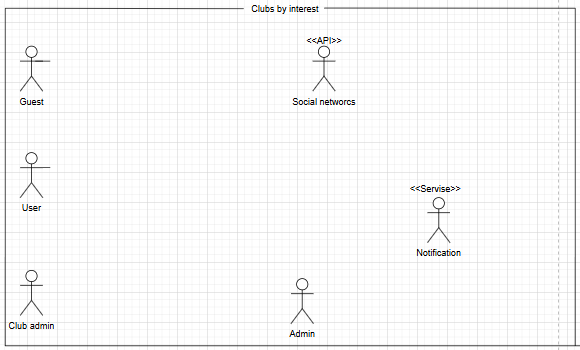 Clubs by interest
<<API>>
Guest
Social networcs
<<Servise>>
User
Notification
Club admin
Admin